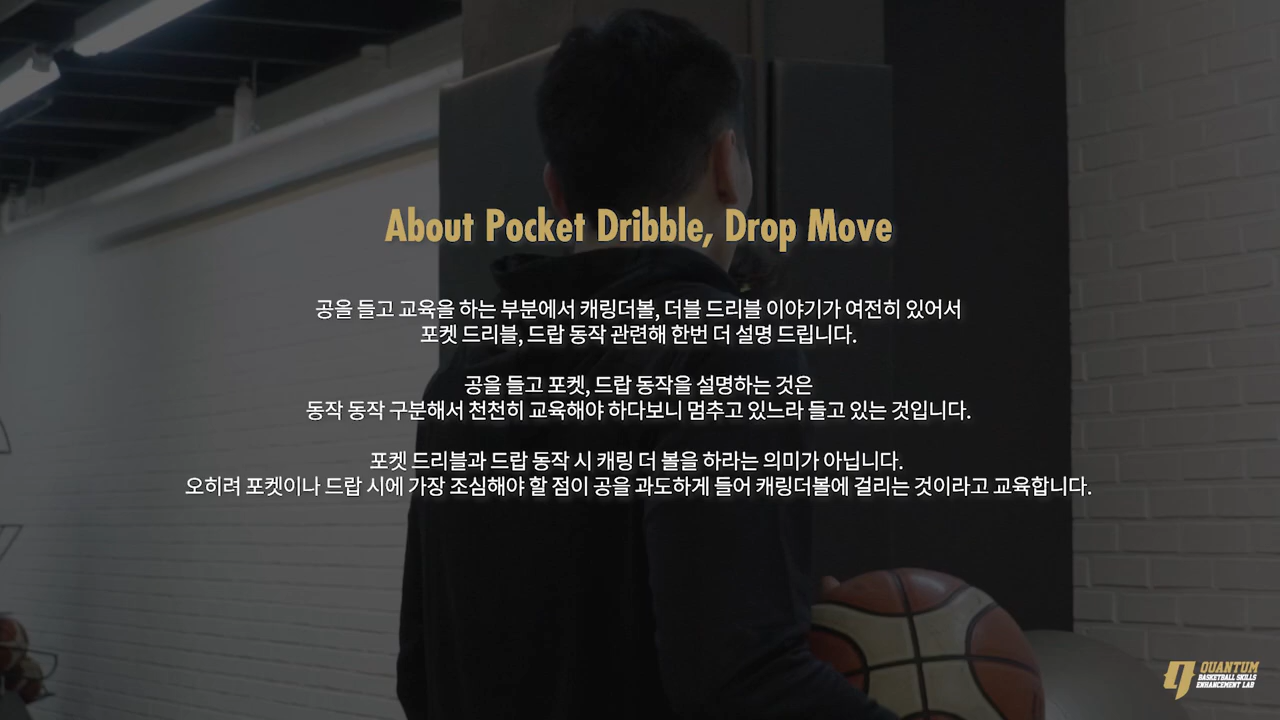 About Pocket Dribble, Drop Move
공을 들고 교육을 하는 부분에서 캐링더볼, 더블 드리블 이야기가 여전히 있어서
포켓 드리블, 드랍 동작 관련해 한번 더 설명 드립니다.
공을 들고 포켓, 드랍 동작을 설명하는 것은
동작 동작 구분해서 천천히 교육해야 하다보니 멈추고 있느라 들고 있는 것입니다.
포켓 드리블과 드랍 동작 시 캐링 더 볼을 하라는 의미가 아닙니다.
오히려 포켓이나 드랍 시에 가장 조심해야 할 점이 공을 과도하게 들어 캐링더볼에 걸리는 것이라고 교육합니다.
QUANTUM
BASKETBALL SKILLS
ENHANCEMENT LAB